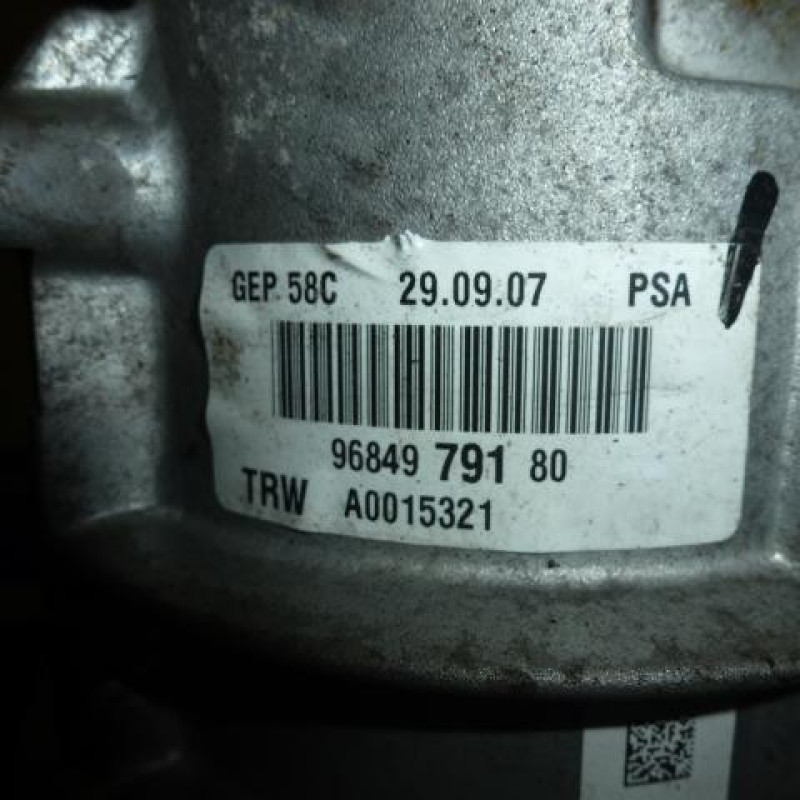 GEP 58C 29.09.07 PSA
96849 791 80
TRW A0015321